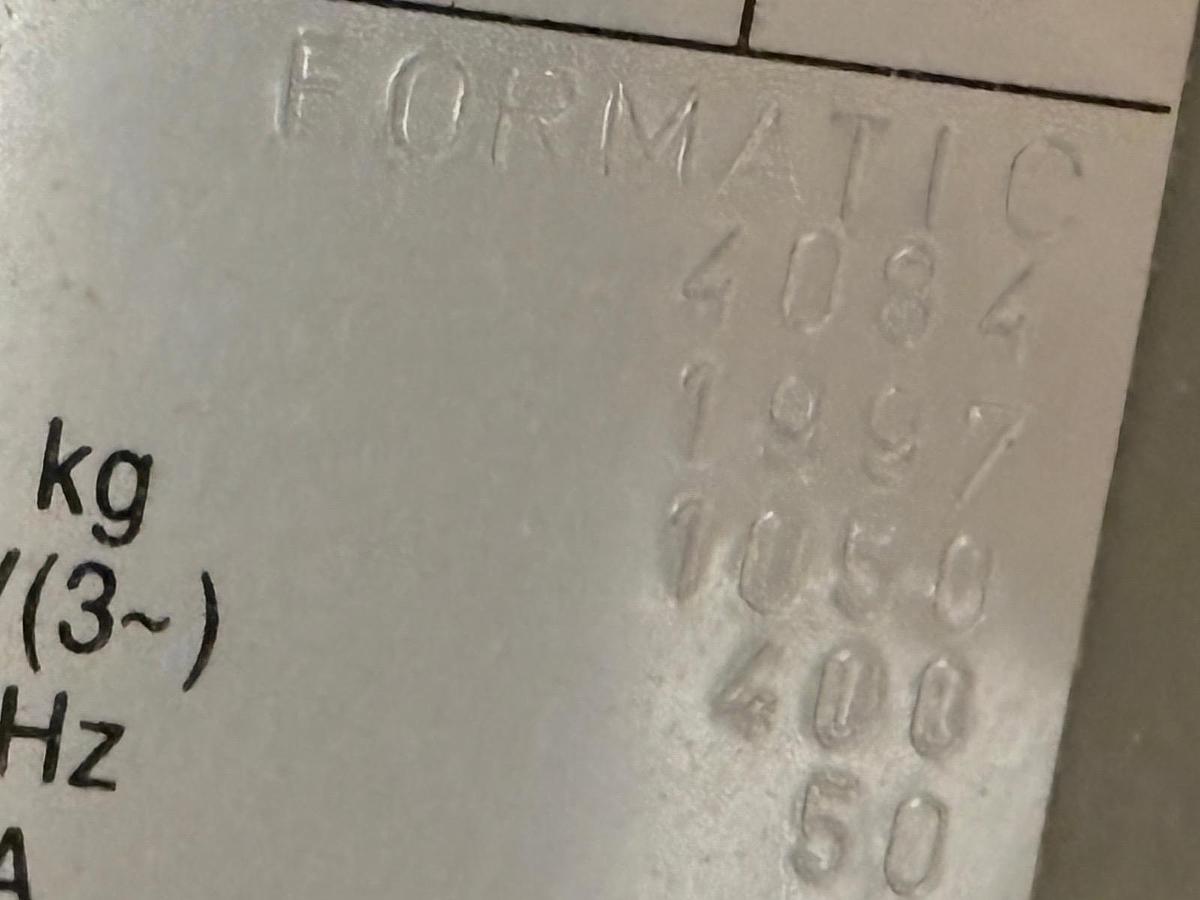 FORMATIC
4084
1997
kg 1050
(3~) 400
Hz 50
A